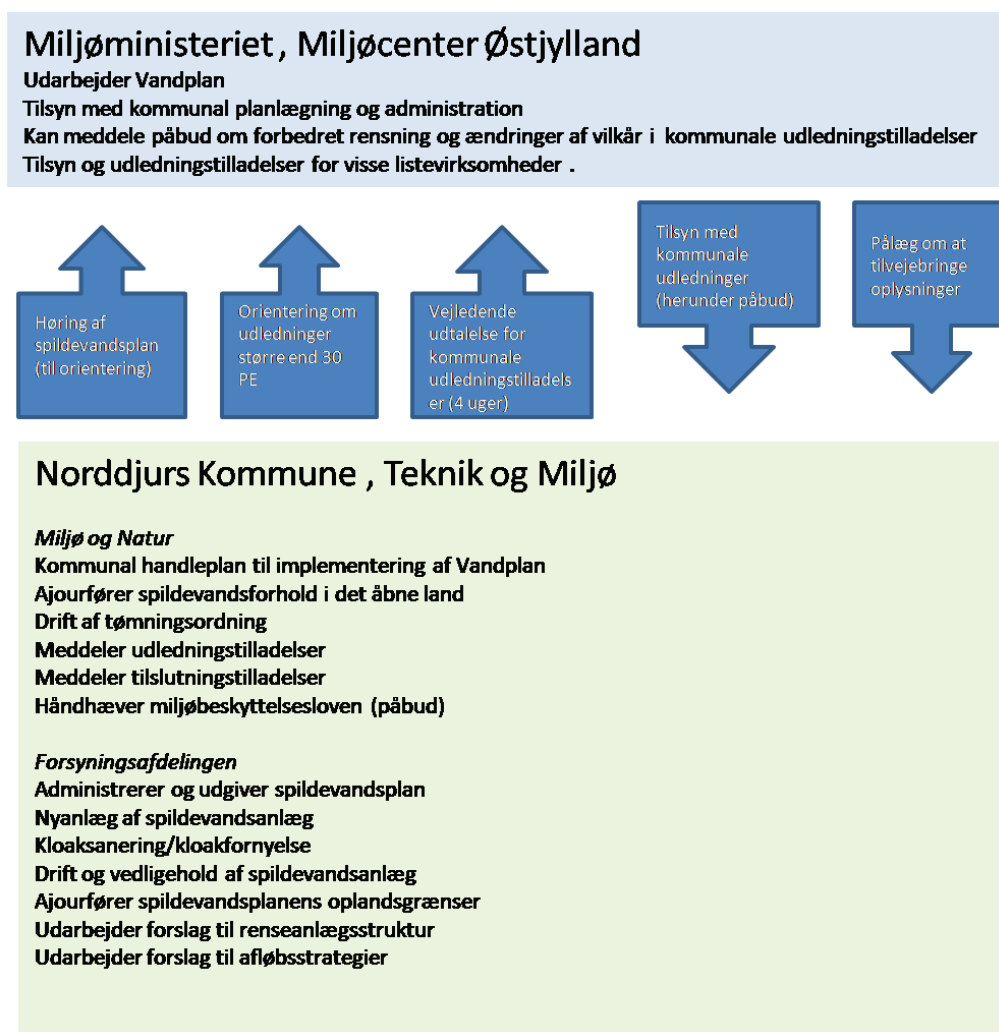 Miljøministeriet , Miljøcenter Østjylland
Udarbejder Vandplan
Tilsyn med kommunal planlægning og administration
Kan meddele påbud om forbedret rensning og ændringer af vilkår i kommunale udledningstilladelser
Tilsyn og udledningstilladelser for visse listevirksomheder .
Høring af
spildevandsplan
(til orientering)
Orientering om
udledninger
større end 30
PE
Vejledende
udtalelse for
kommunale
udledningstilladels
er (4 uger)
Tilsyn med
kommunale
udledninger
(herunder påbud)
Pålæg om at
tilvejebringe
oplysninger
Norddjurs Kommune , Teknik og Miljø
Miljø og Natur
Kommunal handleplan til implementering af Vandplan
Ajourfører spildevandsforhold i det åbne land
Drift af tømningsordning
Meddeler udledningstilladelser
Meddeler tilslutningstilladelser
Håndhæver miljøbeskyttelsesloven (påbud)
Forsyningsafdelingen
Administrerer og udgiver spildevandsplan
Nyanlæg af spildevandsanlæg
Kloaksanering/kloakfornyelse
Drift og vedligehold af spildevandsanlæg
Ajourfører spildevandsplanens oplandsgrænser
Udarbejder forslag til renseanlægsstruktur
Udarbejder forslag til afløbsstrategier